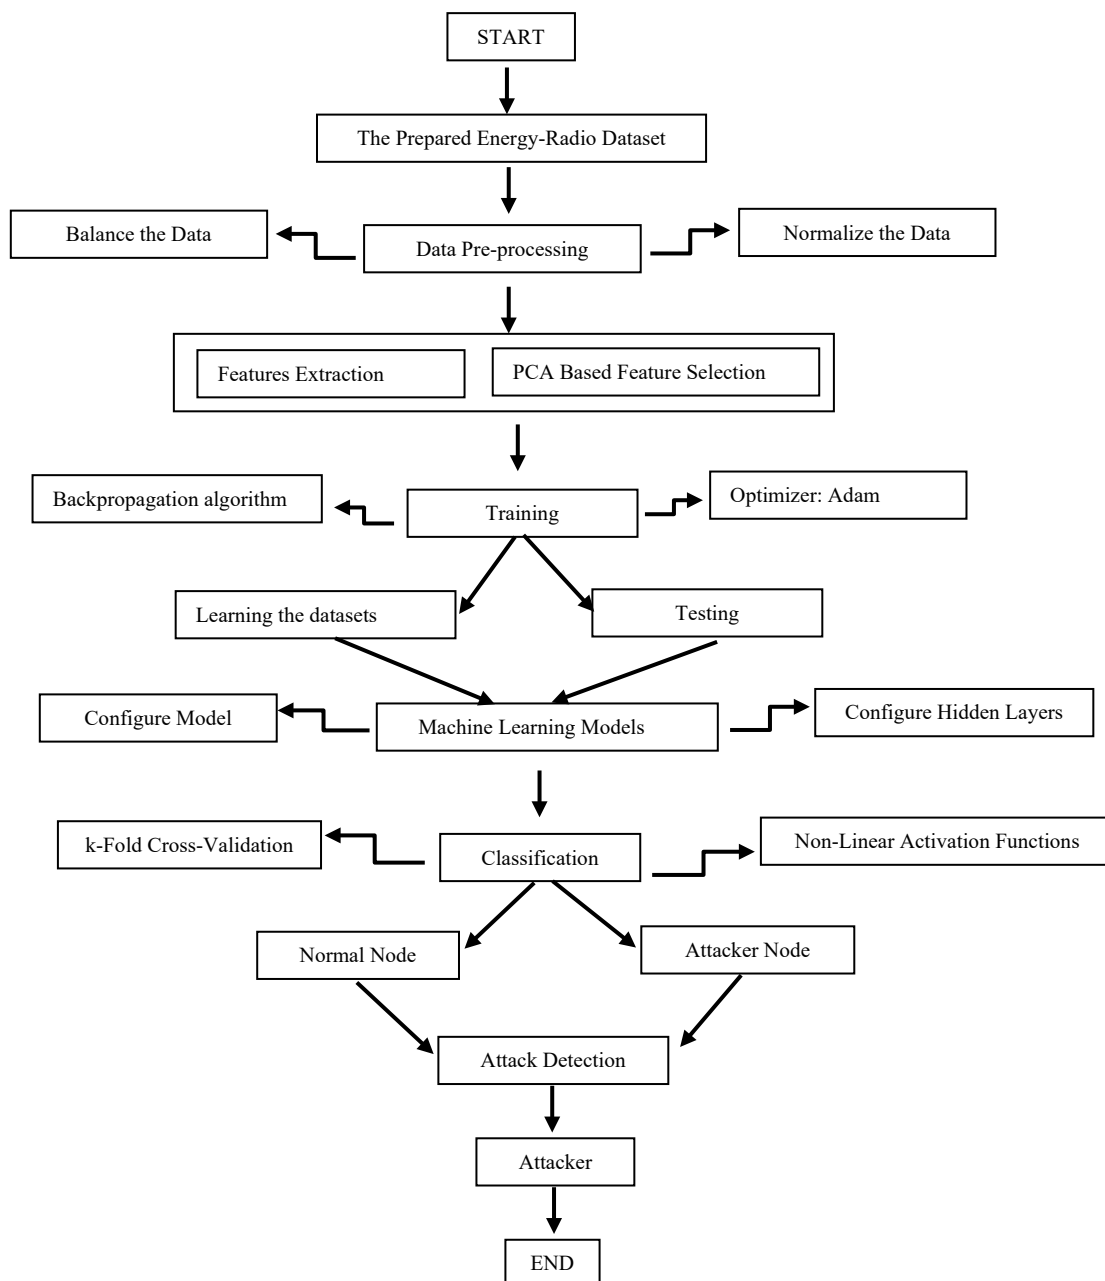 START
The Prepared Energy-Radio Dataset
Balance the Data
Data Pre-processing
Normalize the Data
Features Extraction
PCA Based Feature Selection
Backpropagation algorithm
Training
Optimizer: Adam
Learning the datasets
Testing
Configure Model
Machine Learning Models
Configure Hidden Layers
k-Fold Cross-Validation
Classification
Non-Linear Activation Functions
Normal Node
Attacker Node
Attack Detection
Attacker
END